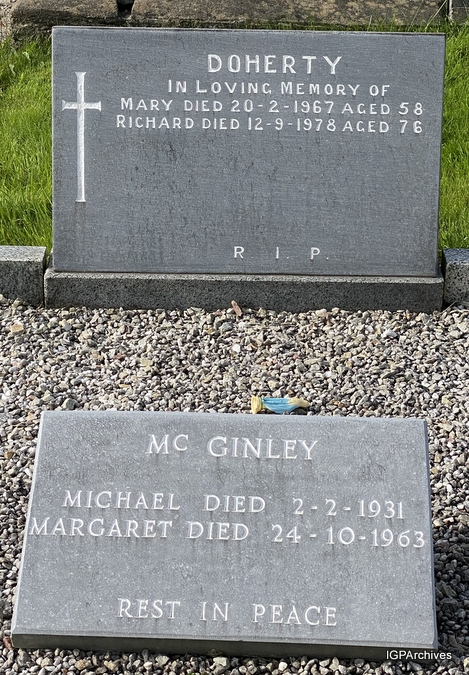 DOHERTY
IN LOVING MEMORY OF
MARY DIED 20-2-1967 AGED 58
RICHARD DIED 12-9-1978 AGED 76
R. I. P.
MC GINLEY
MICHAEL DIED 2-2-1931
MARGARET DIED 24-10-1963
REST IN PEACE
IGPArchives